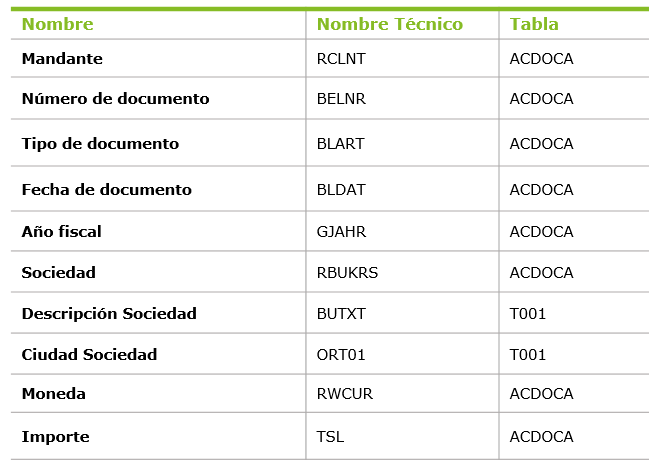 Nombre Nombre Técnico Tabla
Mandante RCLNT ACDOCA
Número de documento BELNR ACDOCA
Tipo de documento BLART ACDOCA
Fecha de documento BLDAT ACDOCA
Año fiscal GJAHR ACDOCA
Sociedad RBUKRS ACDOCA
Descripción Sociedad BUTXT T001
Ciudad Sociedad ORT01 T001
Moneda RWCUR ACDOCA
Importe TSL ACDOCA